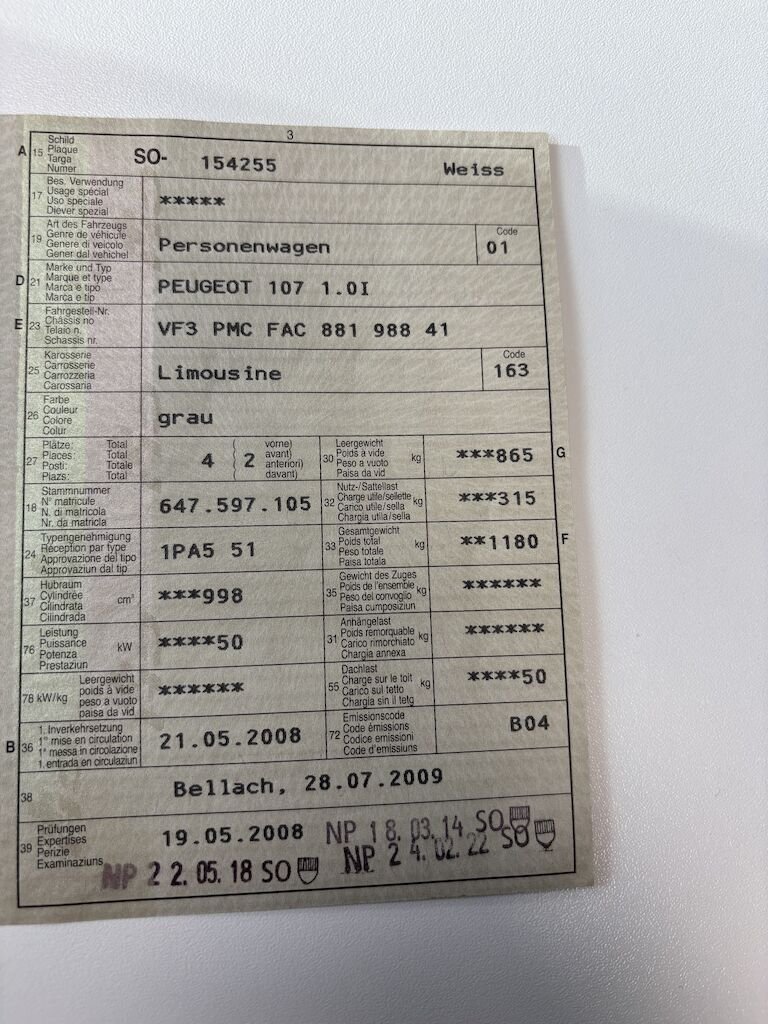 3
A 15 Schild Plaque Targa Numer SO- 154255 Weiss
17 Bes. Verwendung Usage spécial Uso speciale Diever spezial *****
19 Art des Fahrzeugs Genre de véhicule Genere di veicolo Gener dal vehichel Personenwagen Code 01
D 21 Marke und Typ Marque et type Marca e tipo Marca e tip PEUGEOT 107 1.0I
E 23 Fahrgestell-Nr. Châssis no Telaio n. Schassis nr. VF3 PMC FAC 881 988 41
25 Karosserie Carrosserie Carrozzeria Carossaria Limousine Code 163
26 Farbe Couleur Colore Colur grau
27 Plätze: Total Places: Total Posti: Totale Plazs: Total 4 ( 2 vorne) avant) anteriori) davant) 30 Leergewicht Poids à vide Peso a vuoto Paisa da vid kg ***865 G
18 Stammnummer N° matricule N. di matricola Nr. da matricla 647.597.105 32 Nutz-/Sattellast Charge utile/sellette Carico utile/sella Chargia utila/sella kg ***315
24 Typengenehmigung Réception par type Approvazione del tipo Approvaziun dal tip 1PA5 51 33 Gesamtgewicht Poids total Peso totale Paisa totala kg **1180 F
37 Hubraum Cylindrée Cilindrata Cilindrada cm³ ***998 35 Gewicht des Zuges Poids de l'ensemble Peso del convoglio Paisa cumposiziun kg ******
76 Leistung Puissance Potenza Prestaziun kW ****50 31 Anhängelast Poids remorquable Carico rimorchiato Chargia annexa kg ******
78 kW/kg Leergewicht poids à vide peso a vuoto paisa da vid ****** 55 Dachlast Charge sur le toit Carico sul tetto Chargia sin il tetg kg ****50
B 36 1. Inverkehrsetzung 1re mise en circulation 1a messa in circolazione 1. entrada en circulaziun 21.05.2008 72 Emissionscode Code émissions Codice emissioni Code d'emissiuns B04
38 Bellach, 28.07.2009
39 Prüfungen Expertises Perizie Examinaziuns 19.05.2008 NP 18. 03. 14 SO
NP 22. 05. 18 SO NP 24. 02. 22 SO